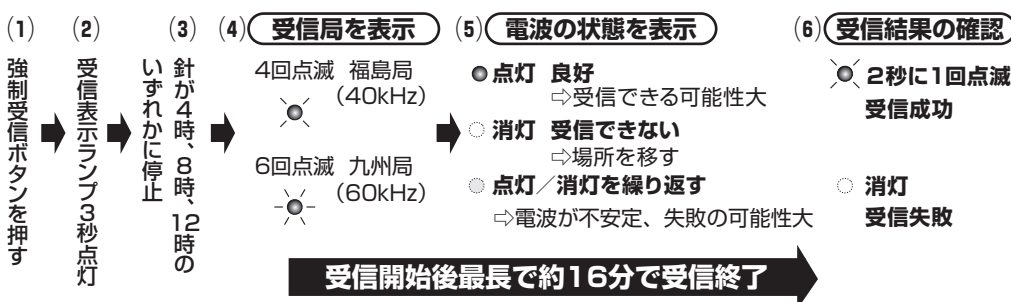 (1)
強制受信ボタンを押す
(2)
受信表示ランプ3秒点灯
(3)
針が4時、8時、12時の
いずれかに停止
(4) 受信局を表示
4回点滅 福島局
(40kHz)
6回点滅 九州局
(60kHz)
(5) 電波の状態を表示
点灯 良好
⇨受信できる可能性大
消灯 受信できない
⇨場所を移す
点灯/消灯を繰り返す
⇨電波が不安定、失敗の可能性大
(6) 受信結果の確認
2秒に1回点滅
受信成功
消灯
受信失敗
受信開始後最長で約16分で受信終了